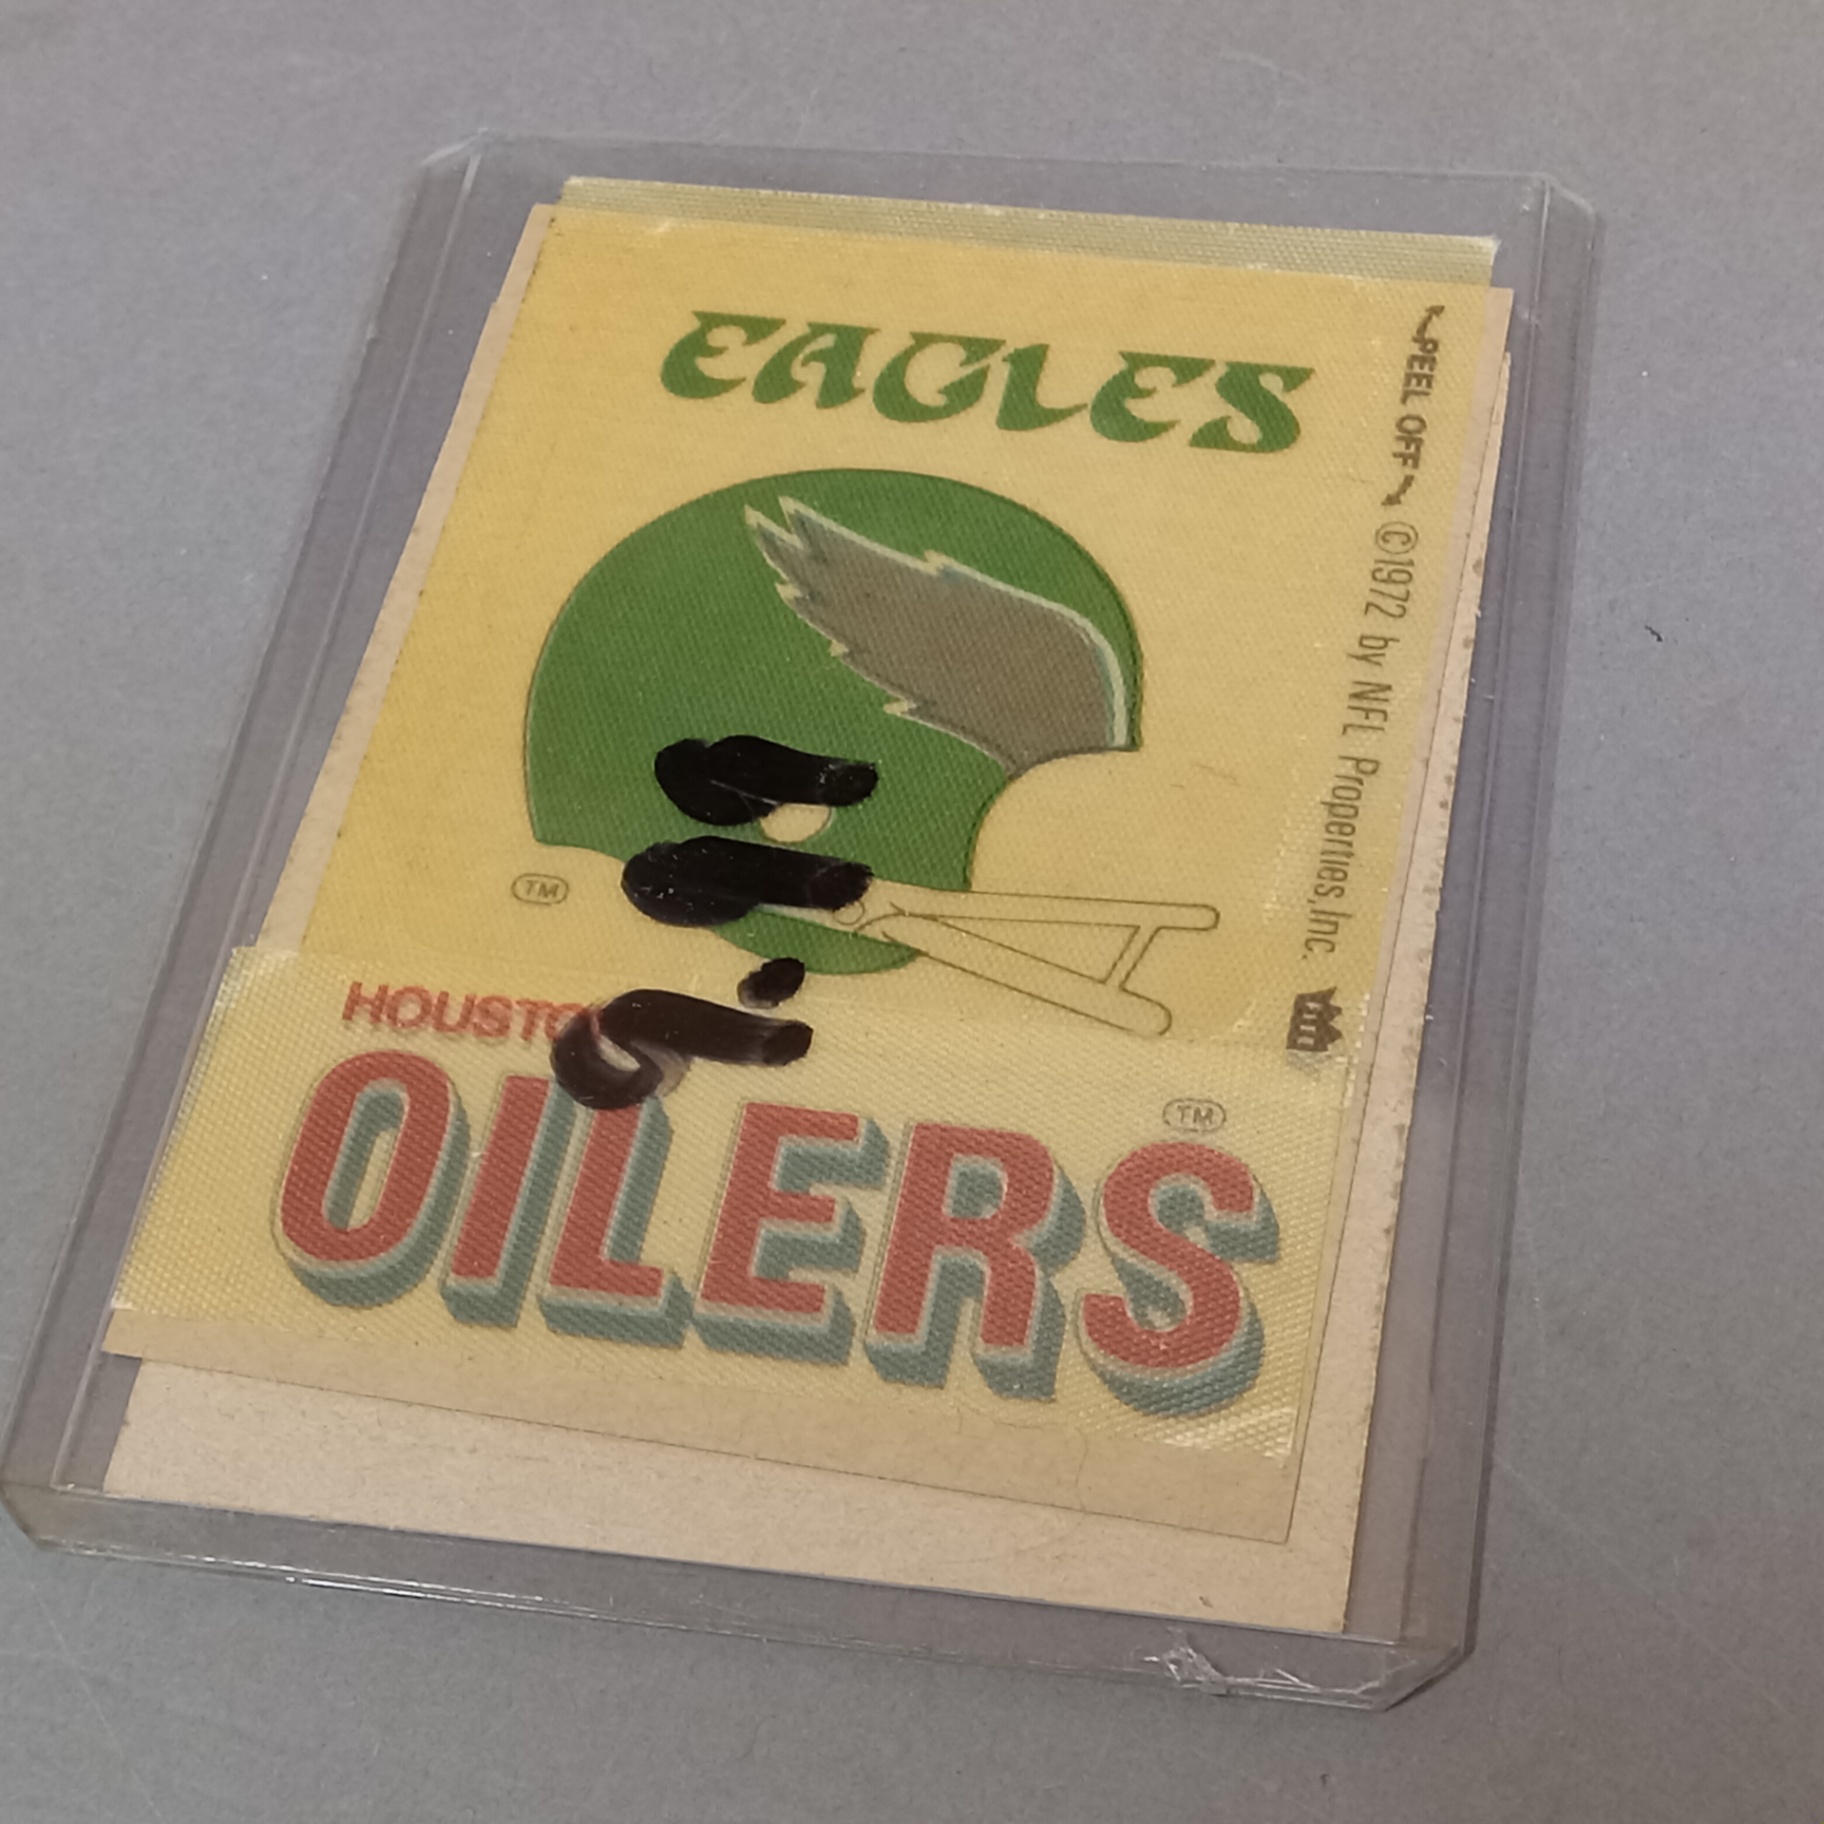 EAGLES
PEEL OFF ©1972 by NFL Properties, Inc.
TM
HOUSTO
TM
OILERS